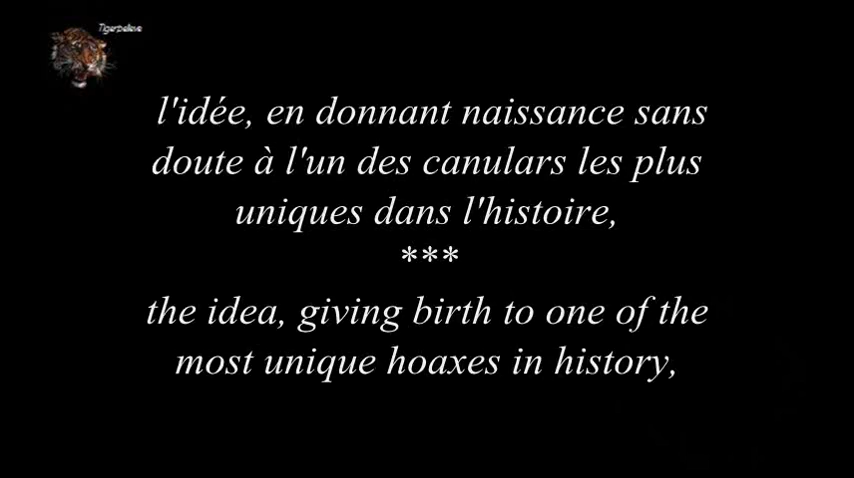 Tigerpelleve
l'idée, en donnant naissance sans
doute à l'un des canulars les plus
uniques dans l'histoire,
***
the idea, giving birth to one of the
most unique hoaxes in history,